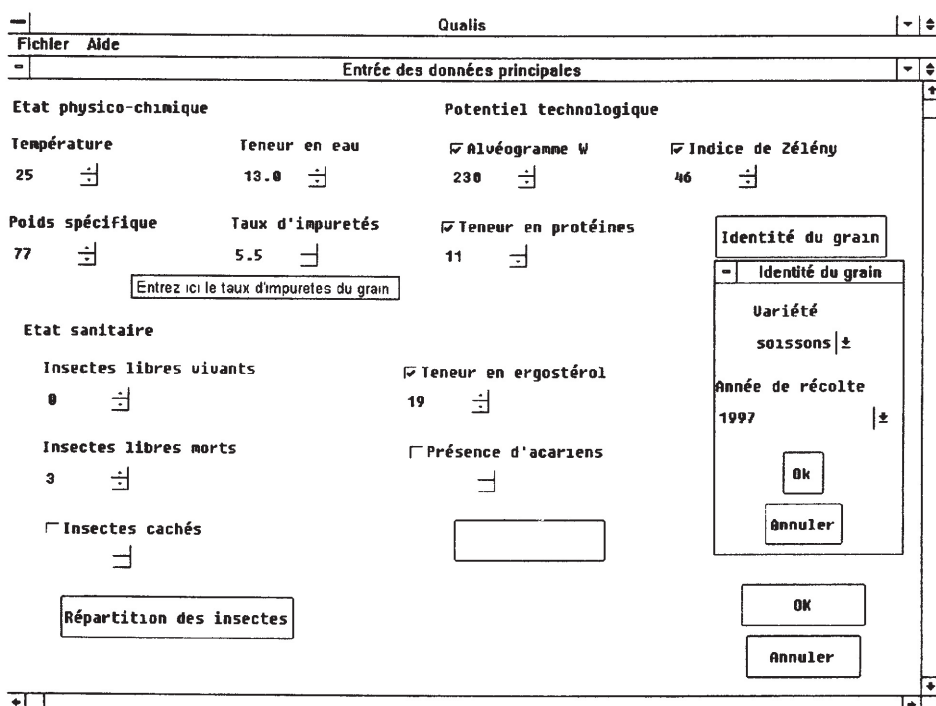 Qualis
Fichier Aide
Entrée des données principales
Etat physico-chimique
Potentiel technologique
Température
Teneur en eau
Alvéogramme W
Indice de Zélény
25
13.0
230
46
Poids spécifique
Taux d'impuretés
Teneur en protéines
Identité du grain
77
5.5
11
Entrez ici le taux d'impuretes du grain
Identité du grain
Variété
soissons
Année de récolte
1997
Ok
Annuler
Etat sanitaire
Insectes libres vivants
Teneur en ergostérol
0
19
Insectes libres morts
Présence d'acariens
3
Insectes cachés
Répartition des insectes
OK
Annuler